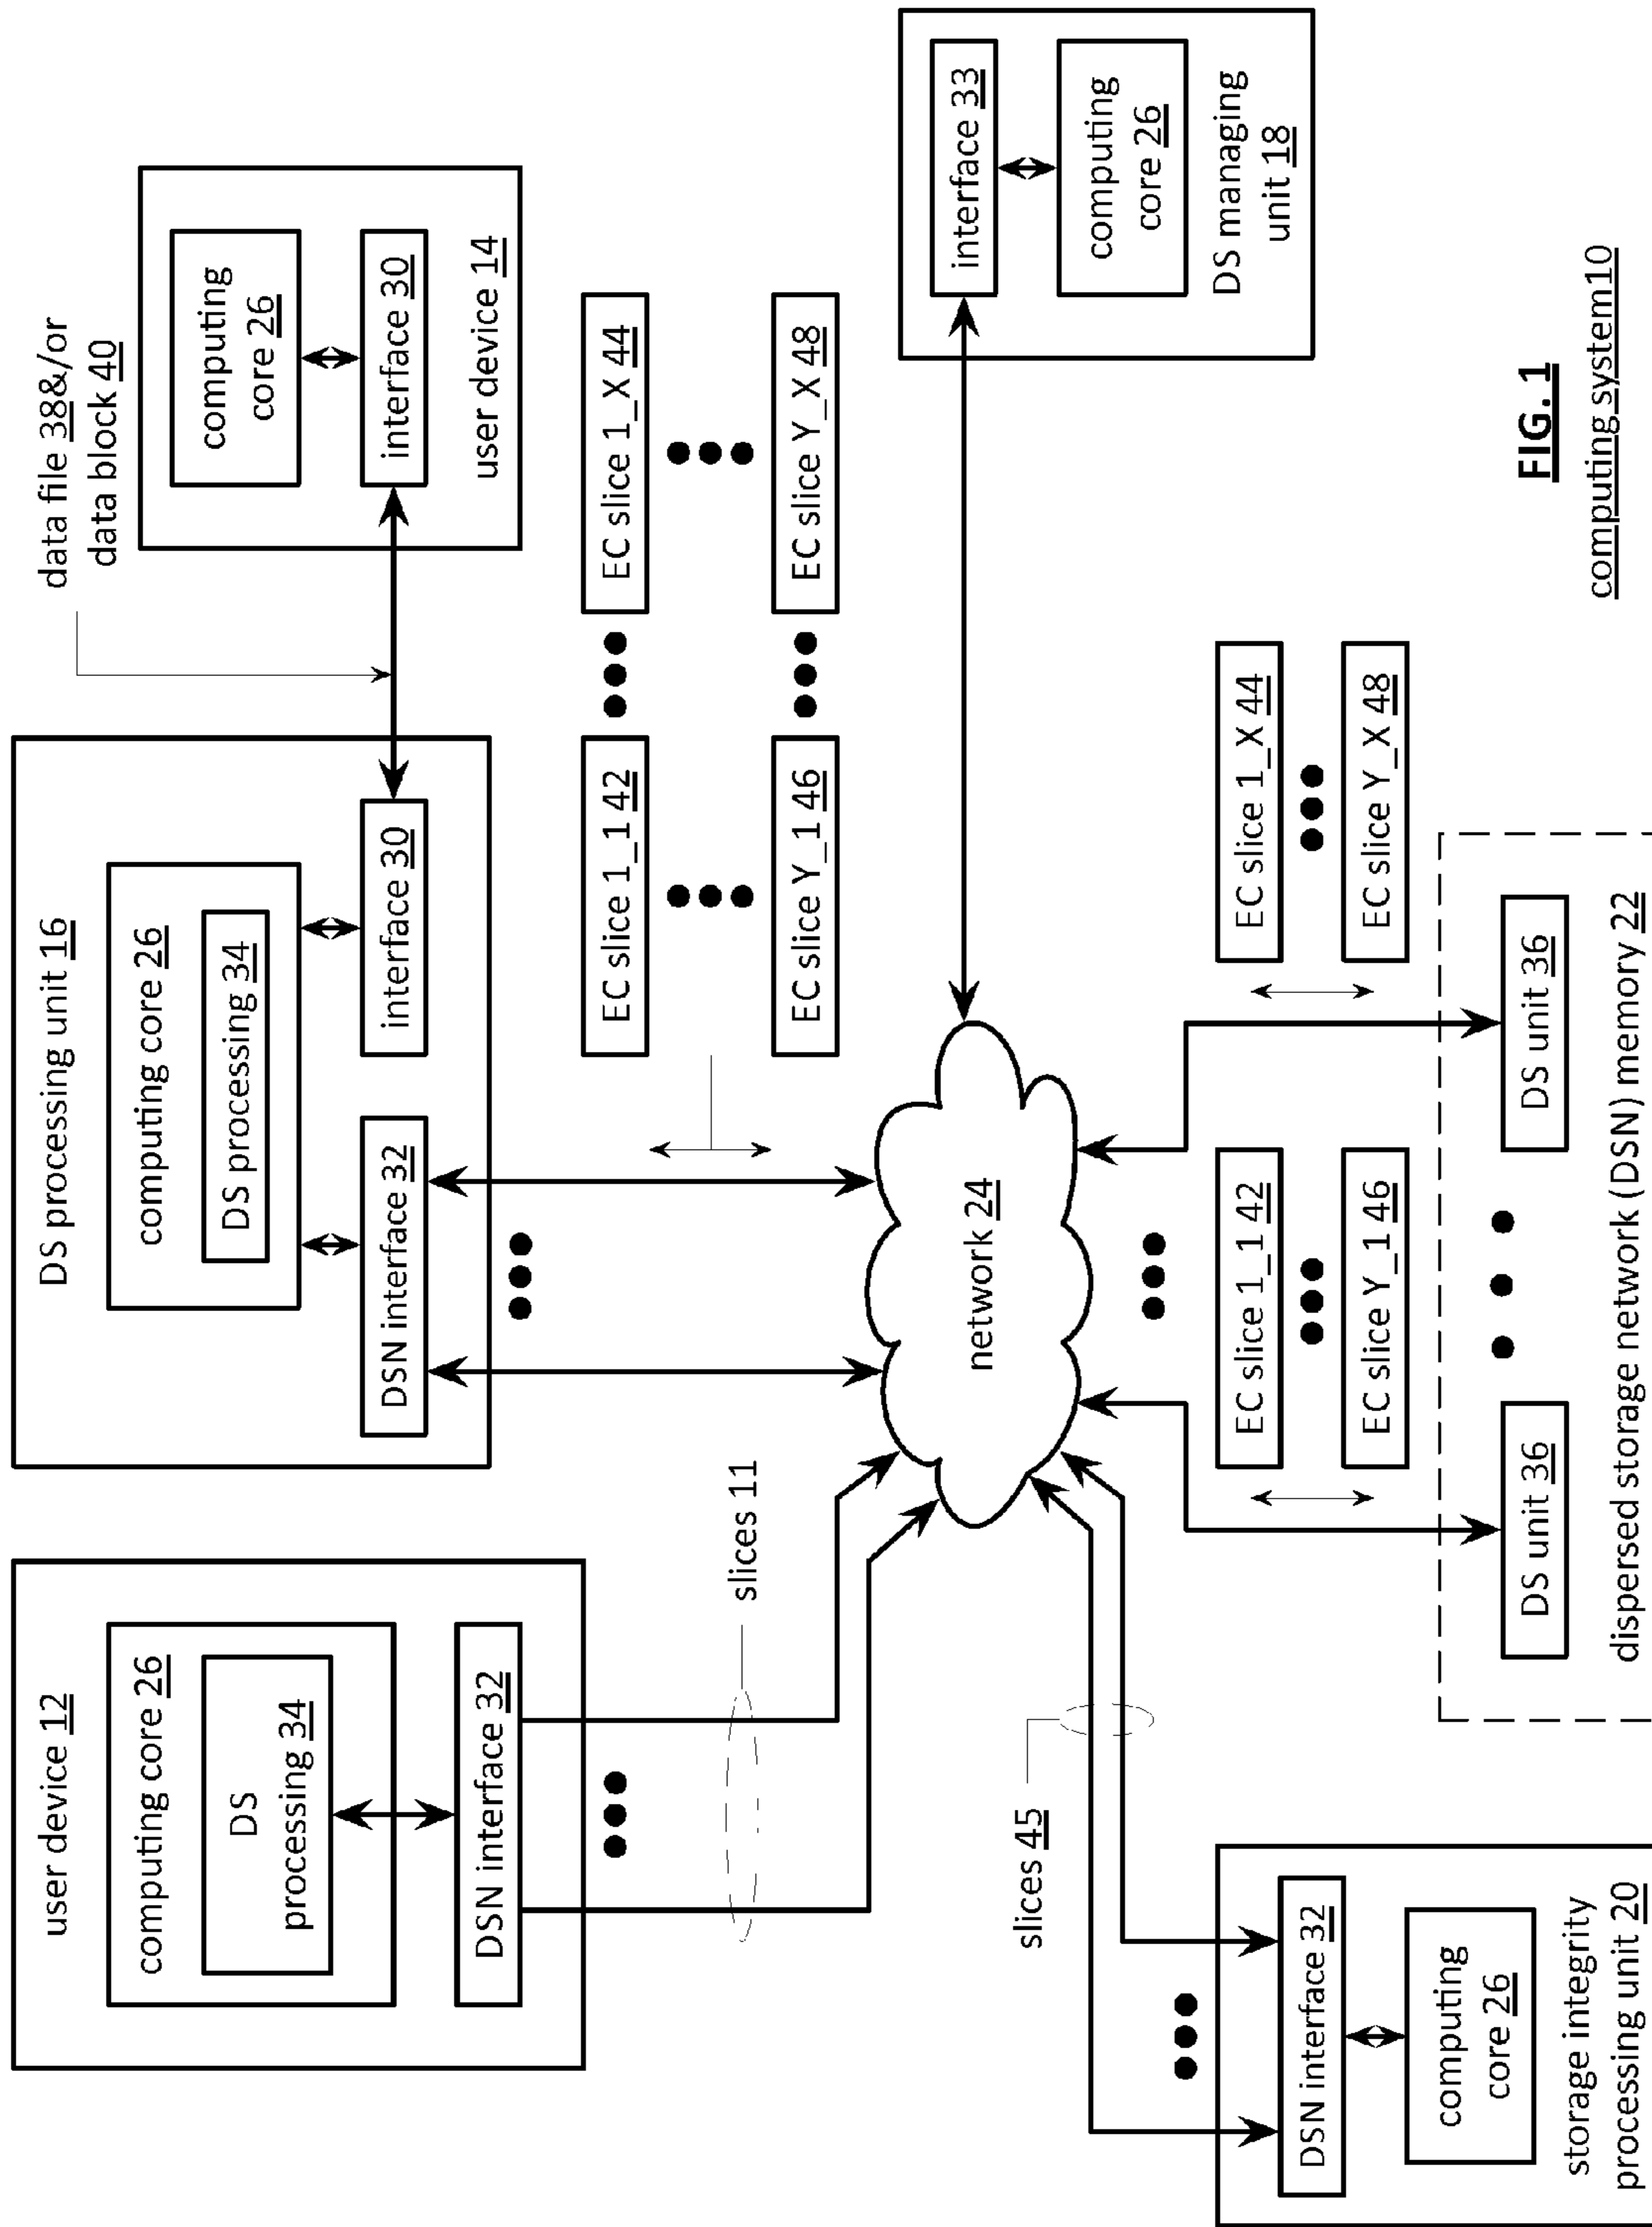 user device 12
computing core 26
DS
processing 34
DSN interface 32
slices 11
DS processing unit 16
computing core 26
DS processing 34
DSN interface 32
interface 30
data file 38&/or
data block 40
computing
core 26
interface 30
user device 14
EC slice 1_1 42
EC slice 1_X 44
EC slice Y_1 46
EC slice Y_X 48
network 24
interface 33
computing
core 26
DS managing
unit 18
slices 45
DSN interface 32
computing
core 26
storage integrity
processing unit 20
EC slice 1_1 42
EC slice Y_1 46
EC slice 1_X 44
EC slice Y_X 48
DS unit 36
DS unit 36
dispersed storage network (DSN) memory 22
FIG. 1
computing system10